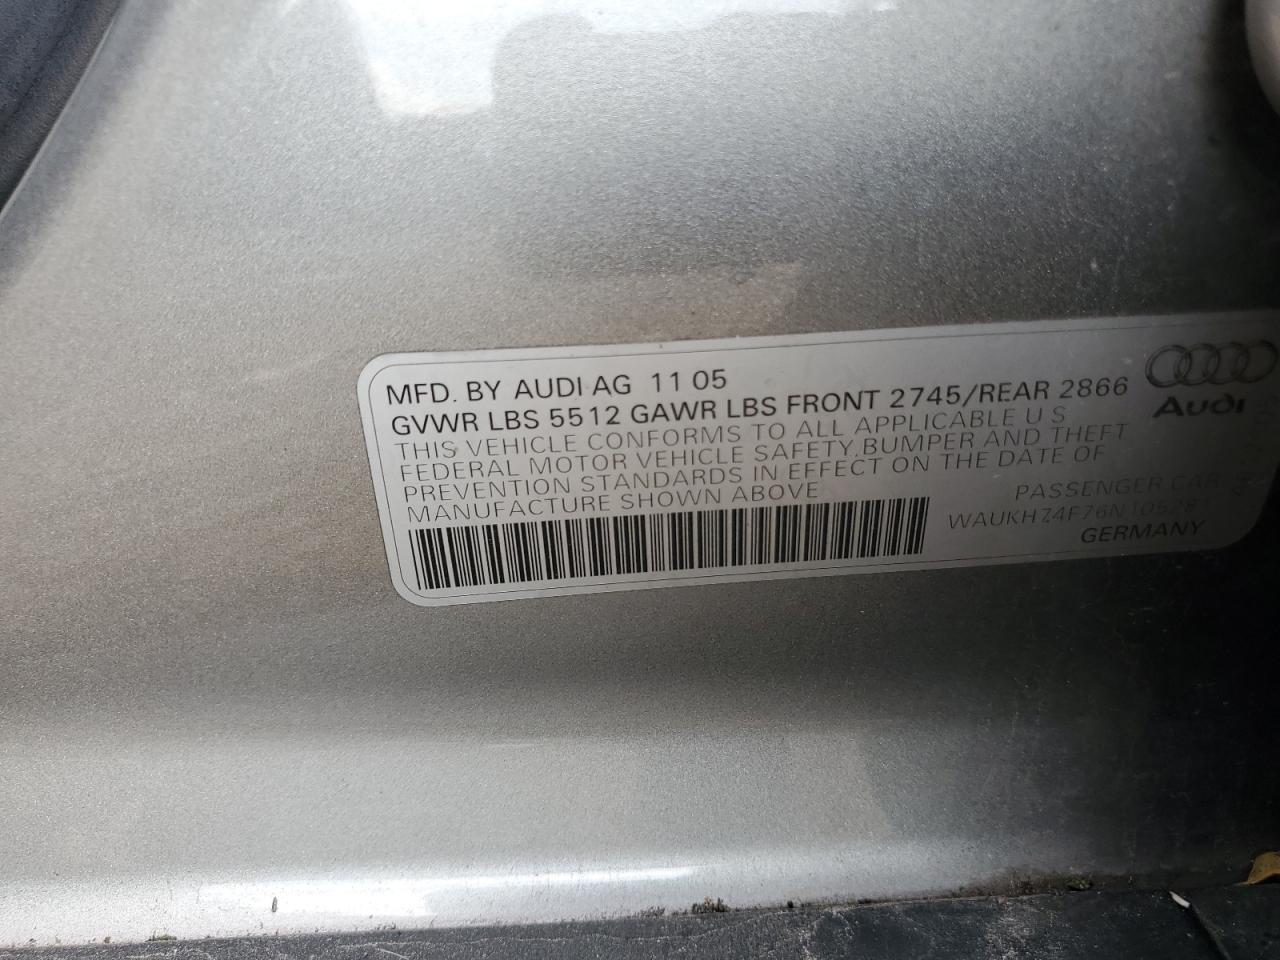 MFD. BY AUDI AG 11 05
GVWR LBS 5512 GAWR LBS FRONT 2745/REAR 2866
THIS VEHICLE CONFORMS TO ALL APPLICABLE U S
FEDERAL MOTOR VEHICLE SAFETY, BUMPER AND THEFT
PREVENTION STANDARDS IN EFFECT ON THE DATE OF
MANUFACTURE SHOWN ABOVE
Audi
PASSENGER CAR
GERMANY